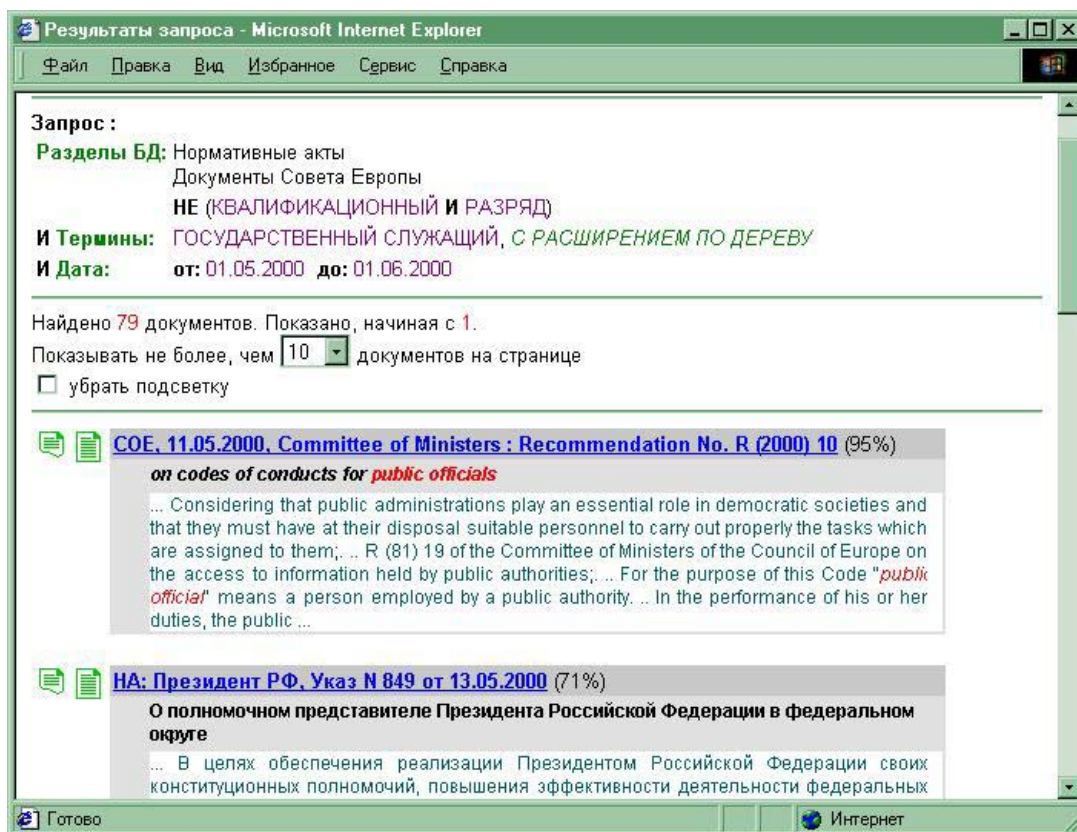 Результаты запроса - Microsoft Internet Explorer
Файл Правка Вид Избранное Сервис Справка
Запрос :
Разделы БД: Нормативные акты
Документы Совета Европы
НЕ (КВАЛИФИКАЦИОННЫЙ И РАЗРЯД)
И Термины: ГОСУДАРСТВЕННЫЙ СЛУЖАЩИЙ, С РАСШИРЕНИЕМ ПО ДЕРЕВУ
И Дата: от: 01.05.2000 до: 01.06.2000
Найдено 79 документов. Показано, начиная с 1.
Показывать не более, чем 10 документов на странице
убрать подсветку
COE, 11.05.2000, Committee of Ministers : Recommendation No. R (2000) 10 (95%)
on codes of conducts for public officials
... Considering that public administrations play an essential role in democratic societies and
that they must have at their disposal suitable personnel to carry out properly the tasks which
are assigned to them;. ... R (81) 19 of the Committee of Ministers of the Council of Europe on
the access to information held by public authorities;. ... For the purpose of this Code "public
official" means a person employed by a public authority. ... In the performance of his or her
duties, the public ...
НА: Президент РФ, Указ N 849 от 13.05.2000 (71%)
О полномочном представителе Президента Российской Федерации в федеральном
округе
... В целях обеспечения реализации Президентом Российской Федерации своих
конституционных полномочий, повышения эффективности деятельности федеральных
Готово Интернет